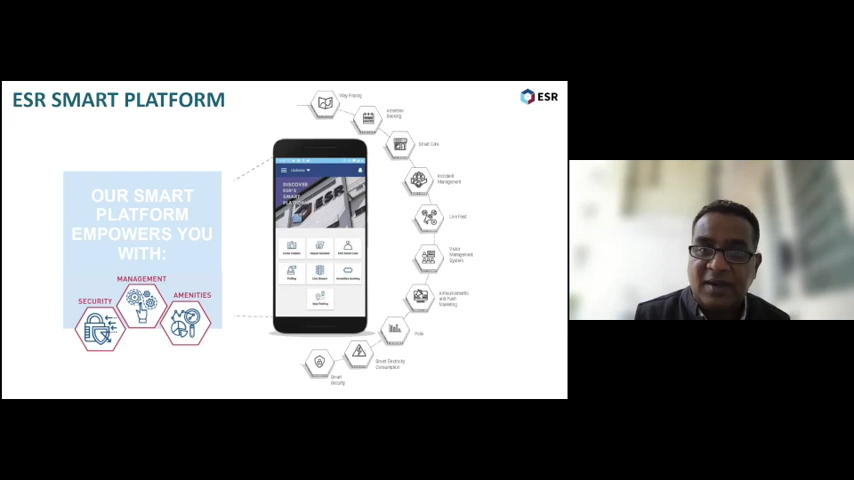 ESR SMART PLATFORM
ESR
OUR SMART
PLATFORM
EMPOWERS YOU
WITH:
MANAGEMENT
SECURITY
AMENITIES
DISCOVER
ESR'S
SMART
PLATFORM
Way Finding
Amenities
Booking
Smart Cafe
Incident
Management
Live Feed
Visitor
Management
System
Announcements
and Push
Marketing
Polls
Smart Electricity
Consumption
Smart
Security